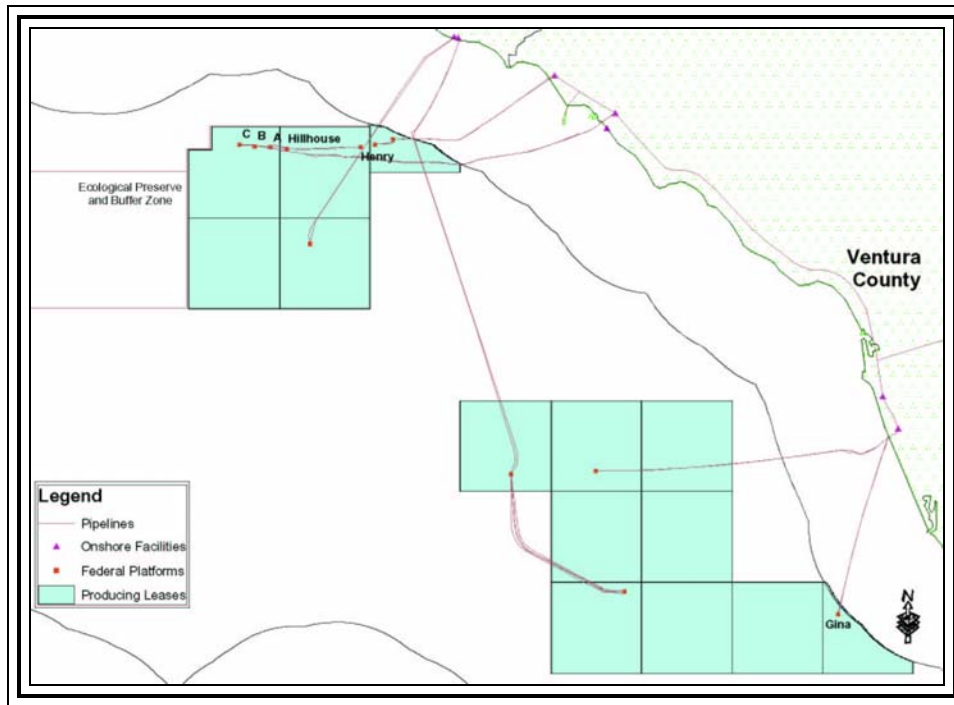 C B A Hillhouse
Henry
Ecological Preserve
and Buffer Zone
Ventura
County
Legend
Pipelines
Onshore Facilities
Federal Platforms
Producing Leases
Gina
N